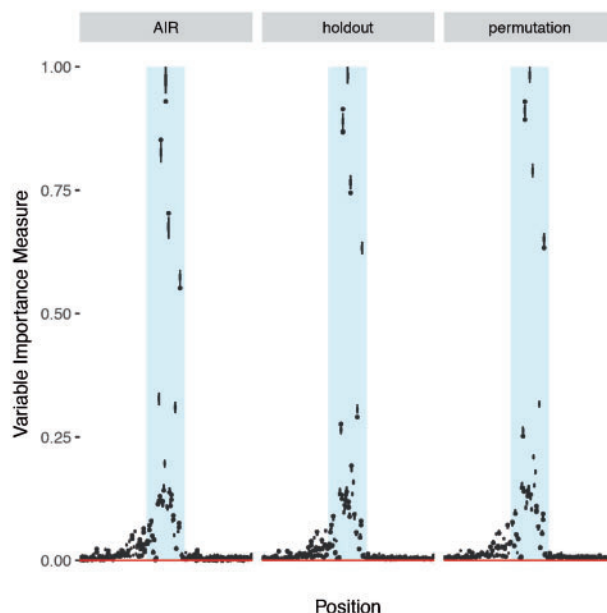 AIR holdout permutation
Variable Importance Measure
1.00
0.75
0.50
0.25
0.00
Position